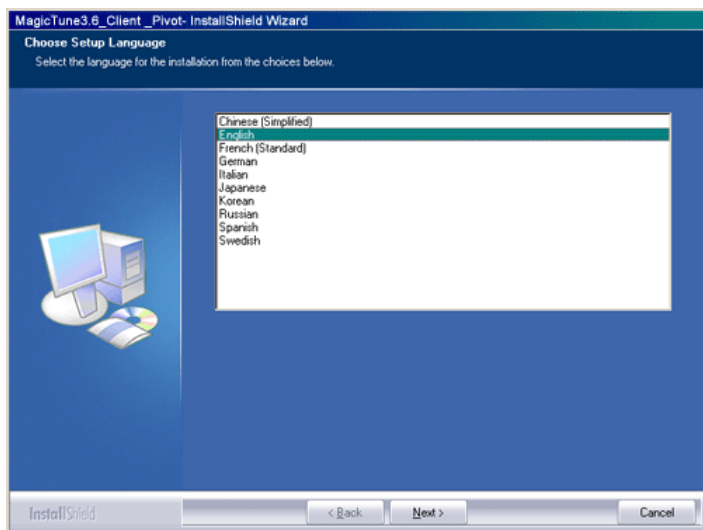 MagicTune3.6_Client _Pivot- InstallShield Wizard
Choose Setup Language
Select the language for the installation from the choices below.
Chinese (Simplified)
English
French (Standard)
German
Italian
Japanese
Korean
Russian
Spanish
Swedish
InstallShield
< Back
Next >
Cancel